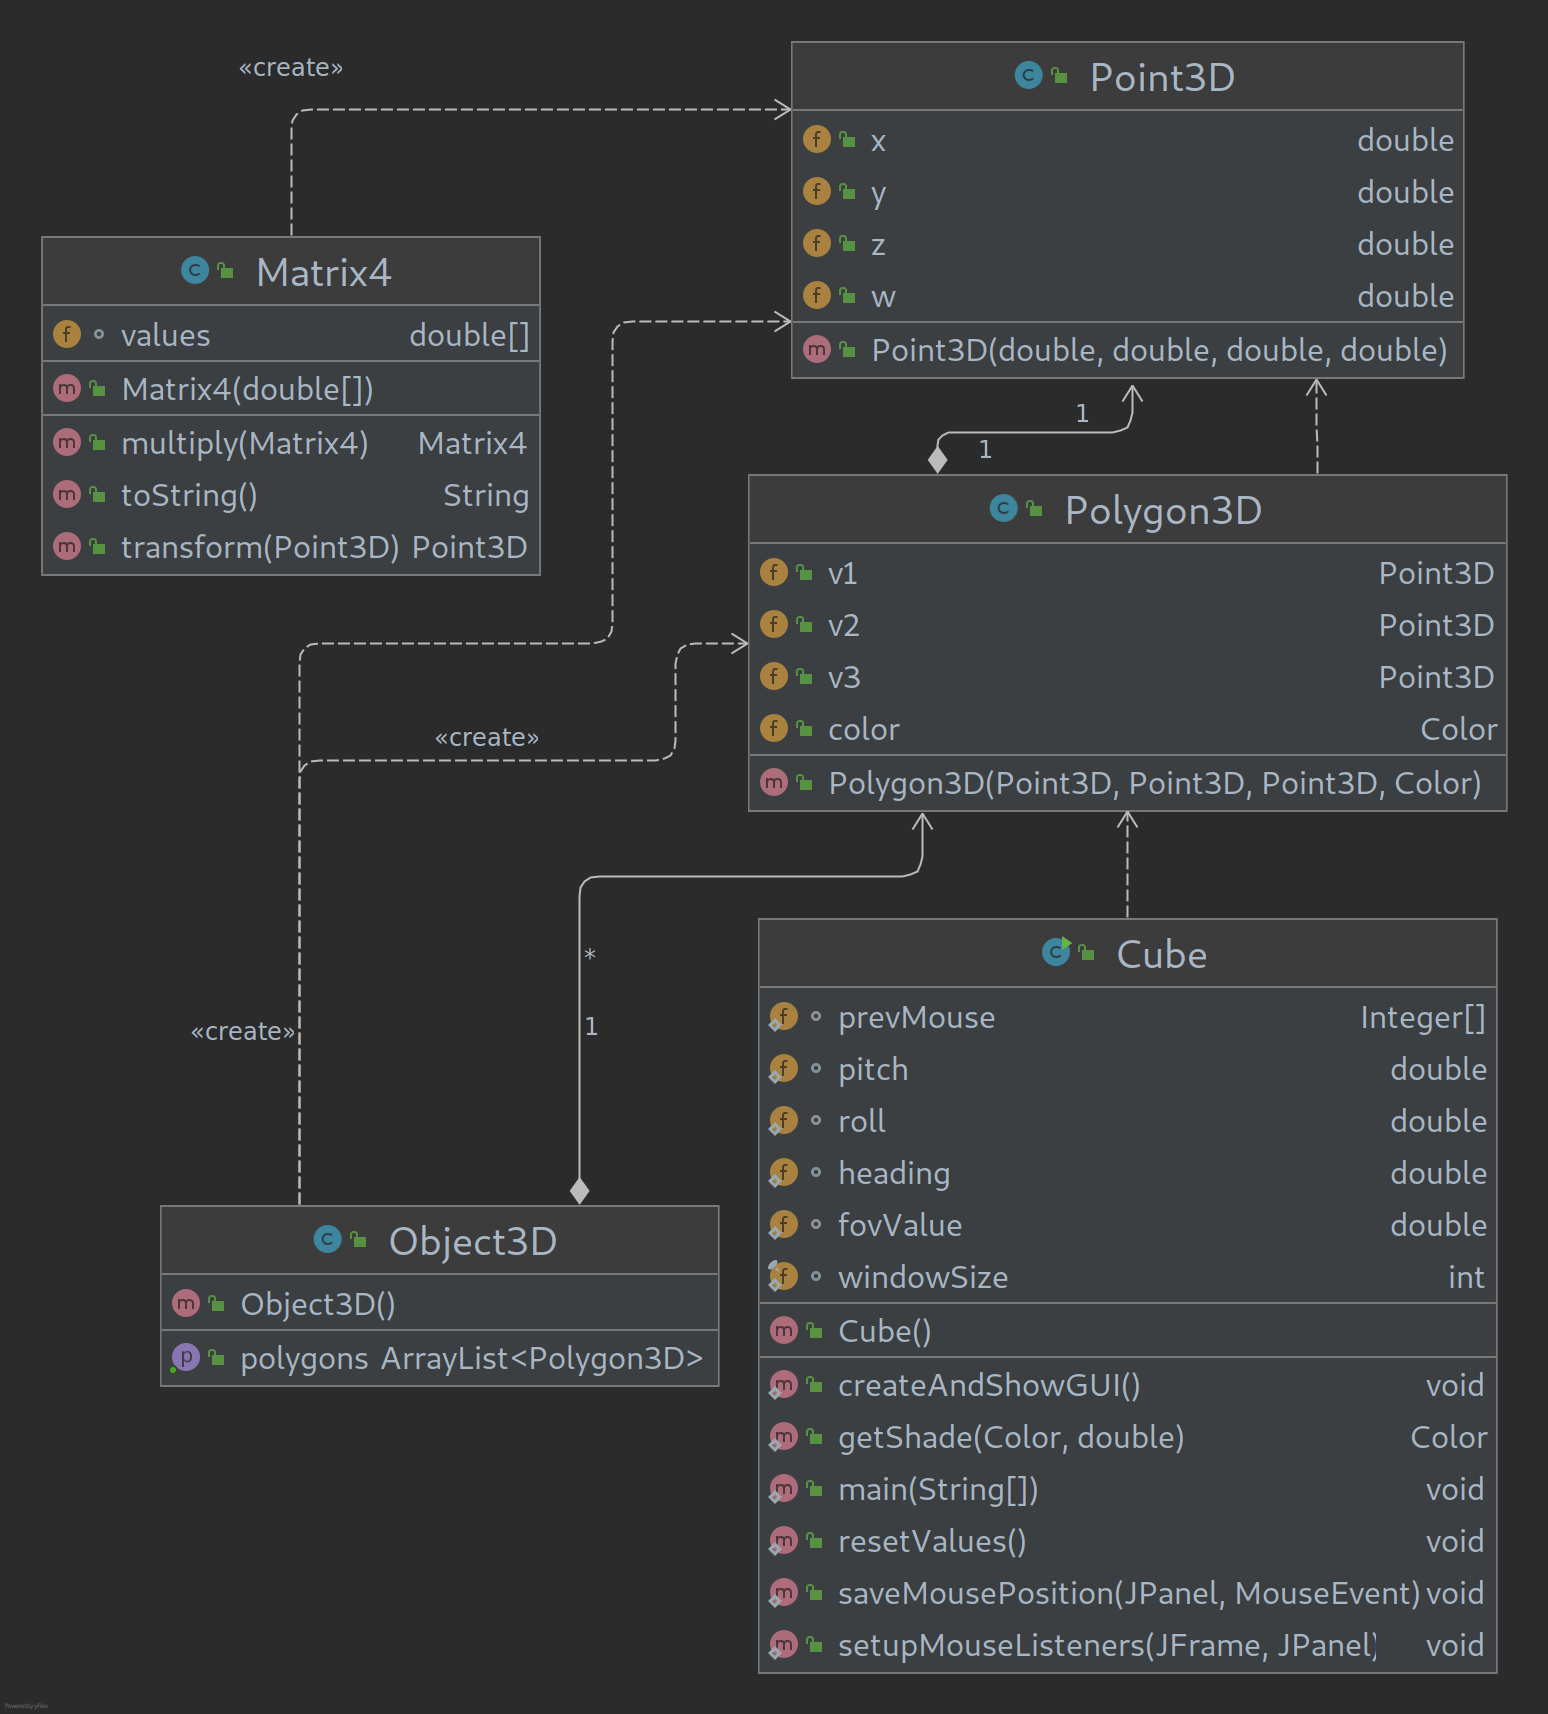 «create»
Point3D
x double
y double
z double
w double
Point3D(double, double, double, double)
Matrix4
values double[]
Matrix4(double[])
multiply(Matrix4) Matrix4
toString() String
transform(Point3D) Point3D
1
1
Polygon3D
v1 Point3D
v2 Point3D
v3 Point3D
color Color
Polygon3D(Point3D, Point3D, Point3D, Color)
«create»
«create»
*
1
Object3D
Object3D()
polygons ArrayList<Polygon3D>
Cube
prevMouse Integer[]
pitch double
roll double
heading double
fovValue double
windowSize int
Cube()
createAndShowGUI() void
getShade(Color, double) Color
main(String[]) void
resetValues() void
saveMousePosition(JPanel, MouseEvent) void
setupMouseListeners(JFrame, JPanel) void
Powered by yFiles